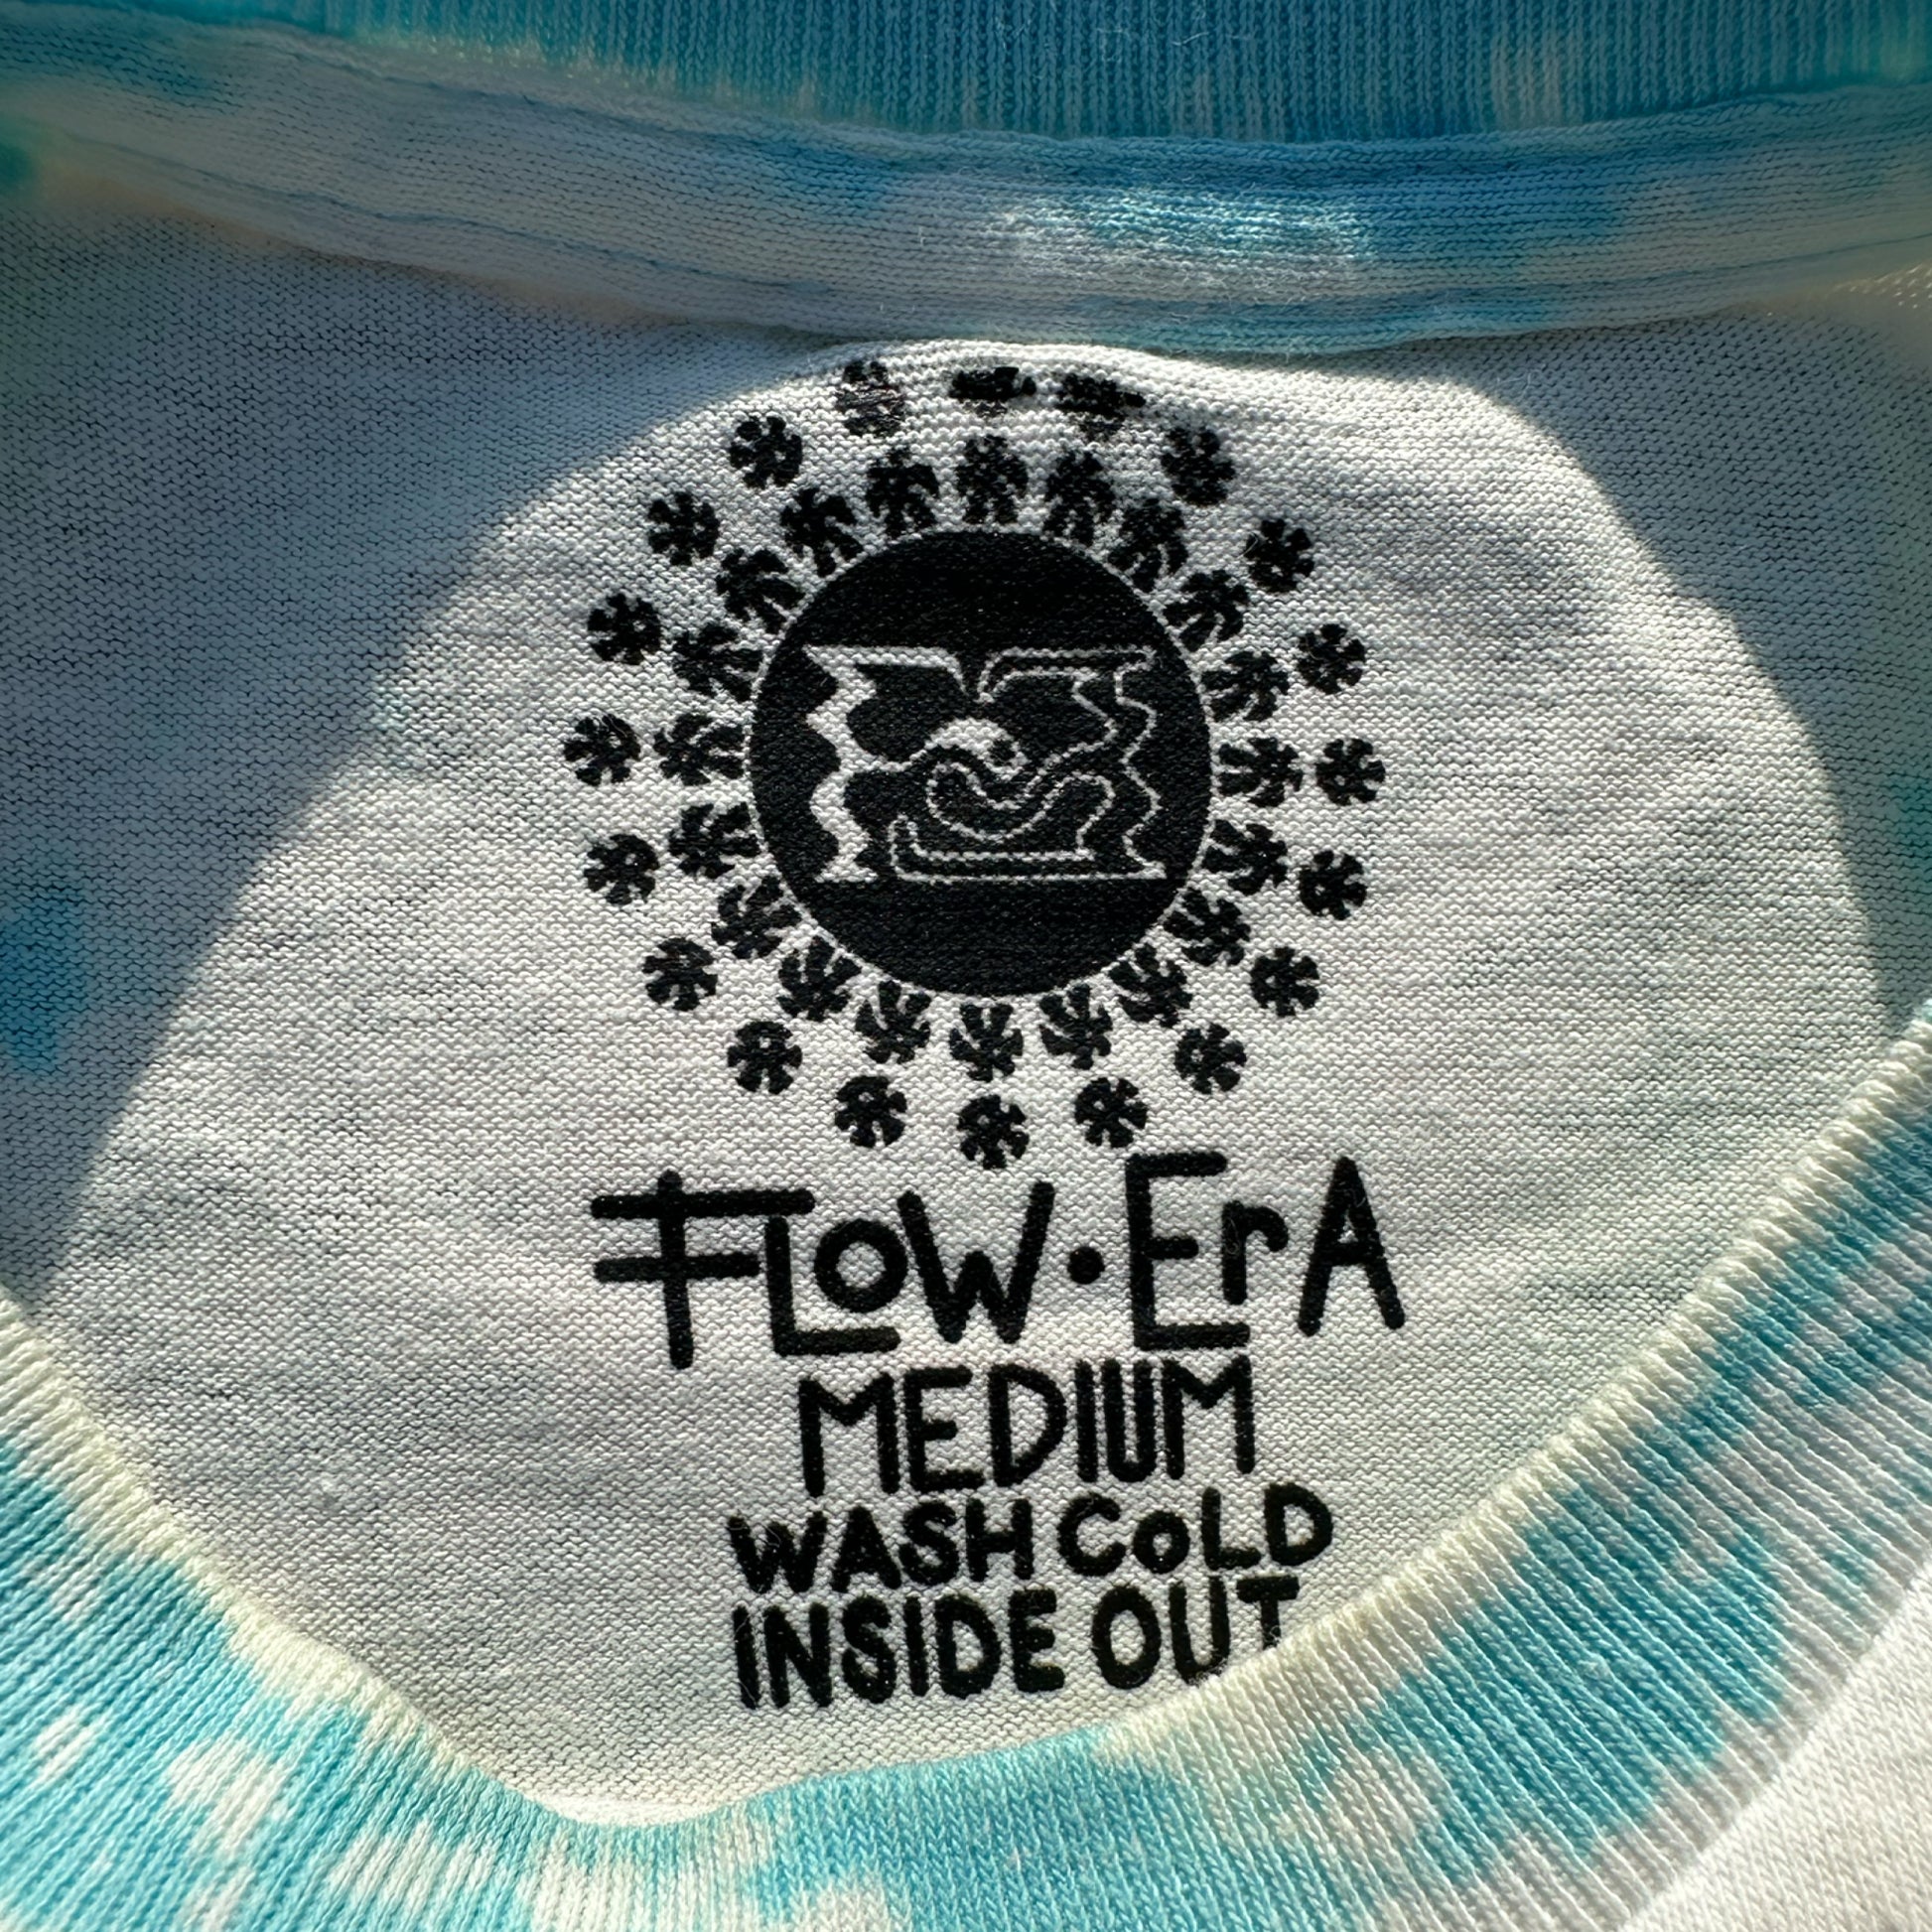 FLoW·ErA
MEDIUM
WASH CoLD
INSIDE OUT